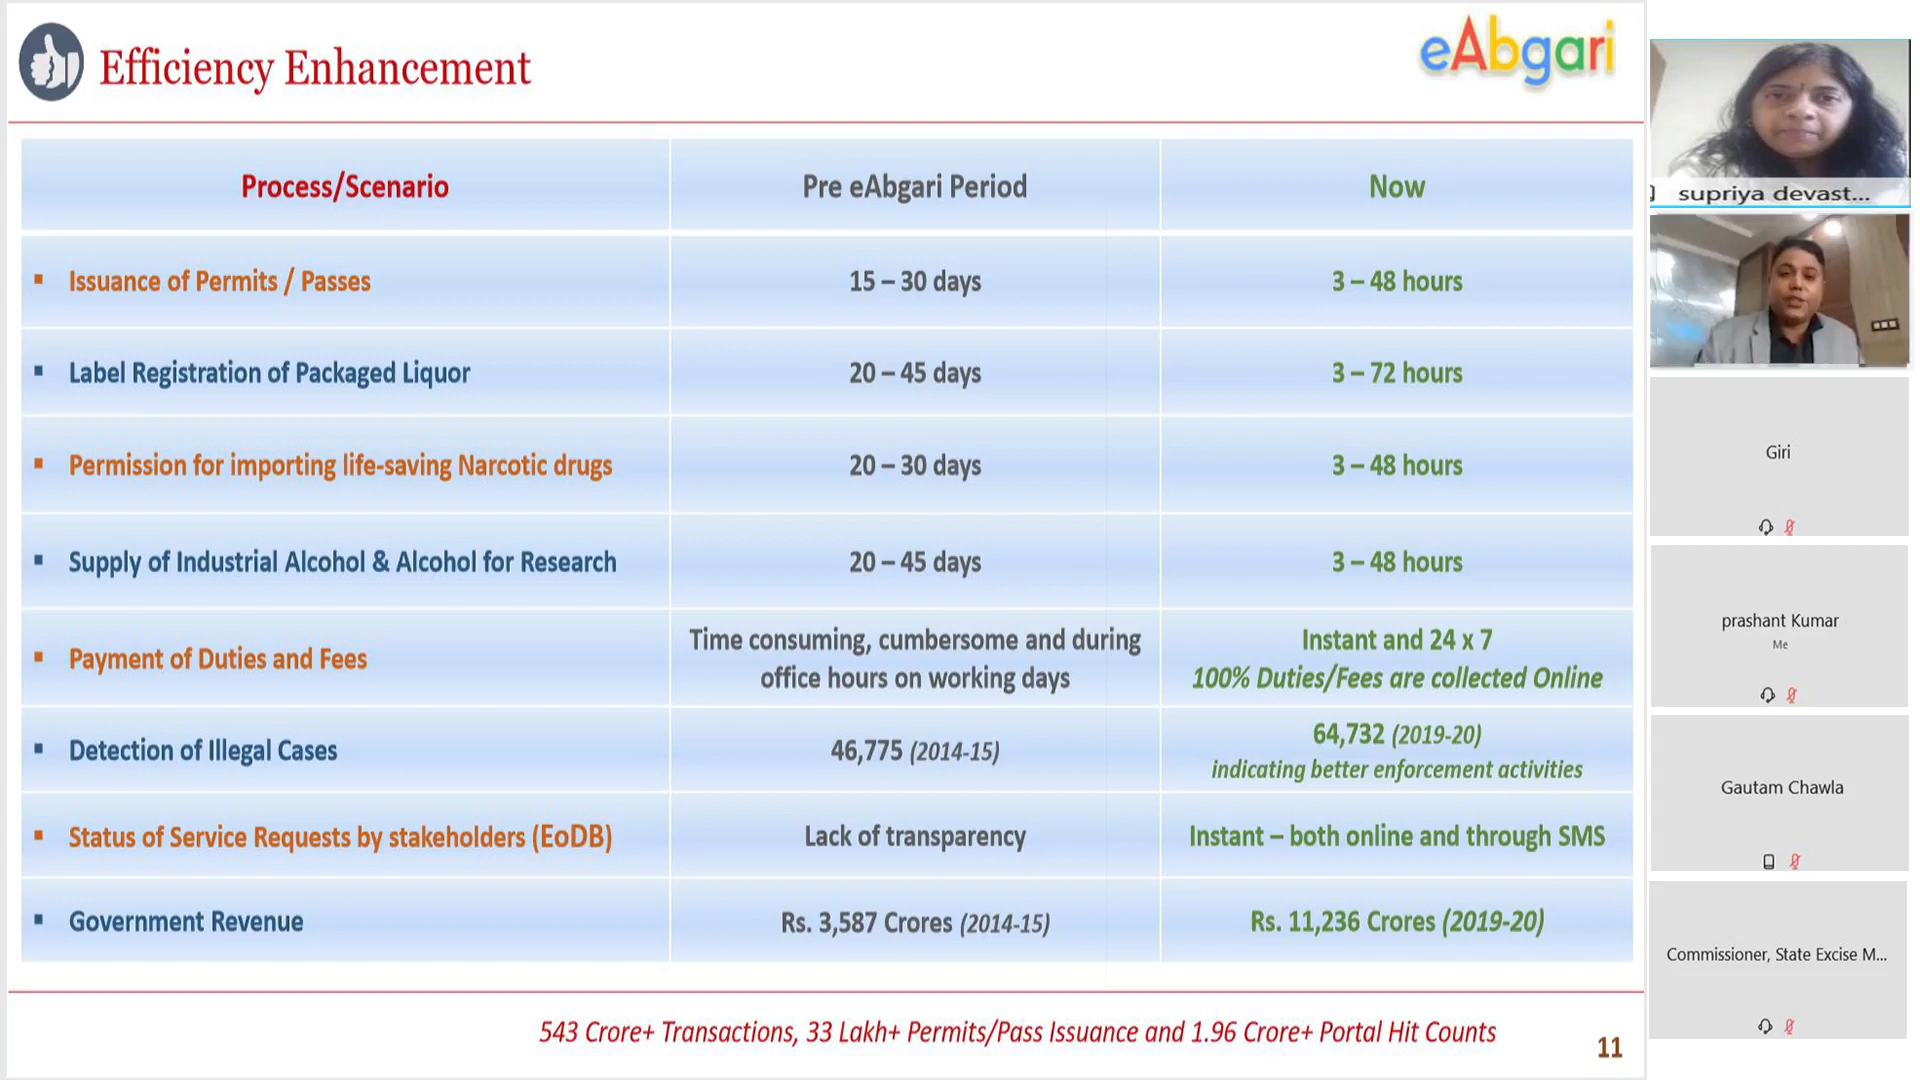 Efficiency Enhancement
eAbgari
Process/Scenario
Pre eAbgari Period
Now
Issuance of Permits / Passes
15 – 30 days
3 – 48 hours
Label Registration of Packaged Liquor
20 – 45 days
3 – 72 hours
Permission for importing life-saving Narcotic drugs
20 – 30 days
3 – 48 hours
Supply of Industrial Alcohol & Alcohol for Research
20 – 45 days
3 – 48 hours
Payment of Duties and Fees
Time consuming, cumbersome and during
office hours on working days
Instant and 24 x 7
100% Duties/Fees are collected Online
Detection of Illegal Cases
46,775 (2014-15)
64,732 (2019-20)
indicating better enforcement activities
Status of Service Requests by stakeholders (EoDB)
Lack of transparency
Instant – both online and through SMS
Government Revenue
Rs. 3,587 Crores (2014-15)
Rs. 11,236 Crores (2019-20)
543 Crore+ Transactions, 33 Lakh+ Permits/Pass Issuance and 1.96 Crore+ Portal Hit Counts
11
supriya devast...
Giri
prashant Kumar
Me
Gautam Chawla
Commissioner, State Excise M...